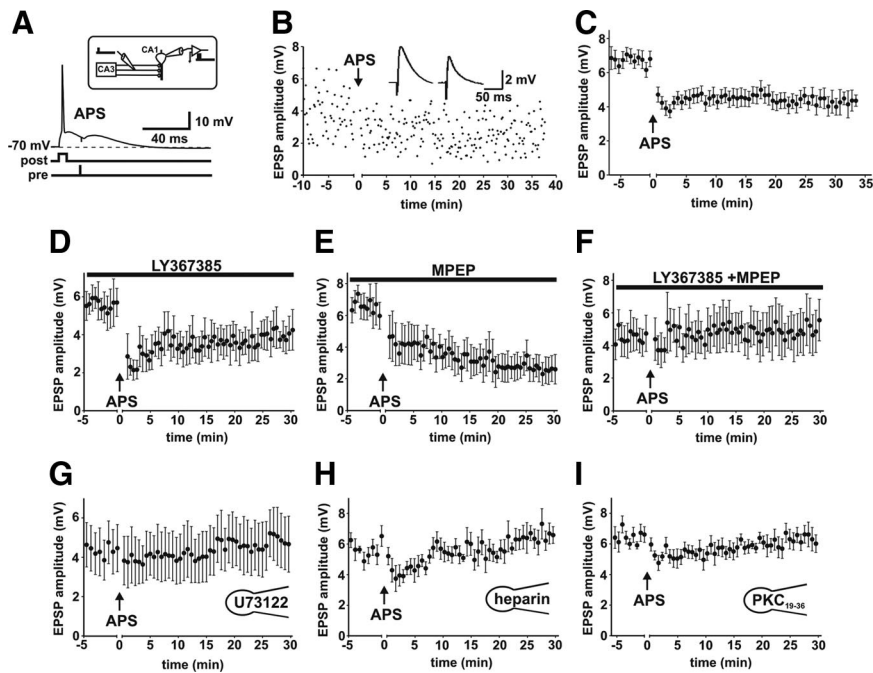 A
CA1
CA3
APS
10 mV
40 ms
-70 mV
post
pre
B
EPSP amplitude (mV)
8
6
4
2
0
APS
2 mV
50 ms
-10 -5 0 5 10 15 20 25 30 35 40
time (min)
C
EPSP amplitude (mV)
8
6
4
2
0
APS
-5 0 5 10 15 20 25 30 35
time (min)
D
LY367385
EPSP amplitude (mV)
6
4
2
0
APS
-5 0 5 10 15 20 25 30
time (min)
E
MPEP
EPSP amplitude (mV)
8
6
4
2
0
APS
-5 0 5 10 15 20 25 30
time (min)
F
LY367385 +MPEP
EPSP amplitude (mV)
8
6
4
2
0
APS
-5 0 5 10 15 20 25 30
time (min)
G
EPSP amplitude (mV)
6
4
2
0
APS
U73122
-5 0 5 10 15 20 25 30
time (min)
H
EPSP amplitude (mV)
8
6
4
2
0
APS
heparin
-5 0 5 10 15 20 25 30
time (min)
I
EPSP amplitude (mV)
8
6
4
2
0
APS
PKC19-36
-5 0 5 10 15 20 25 30
time (min)